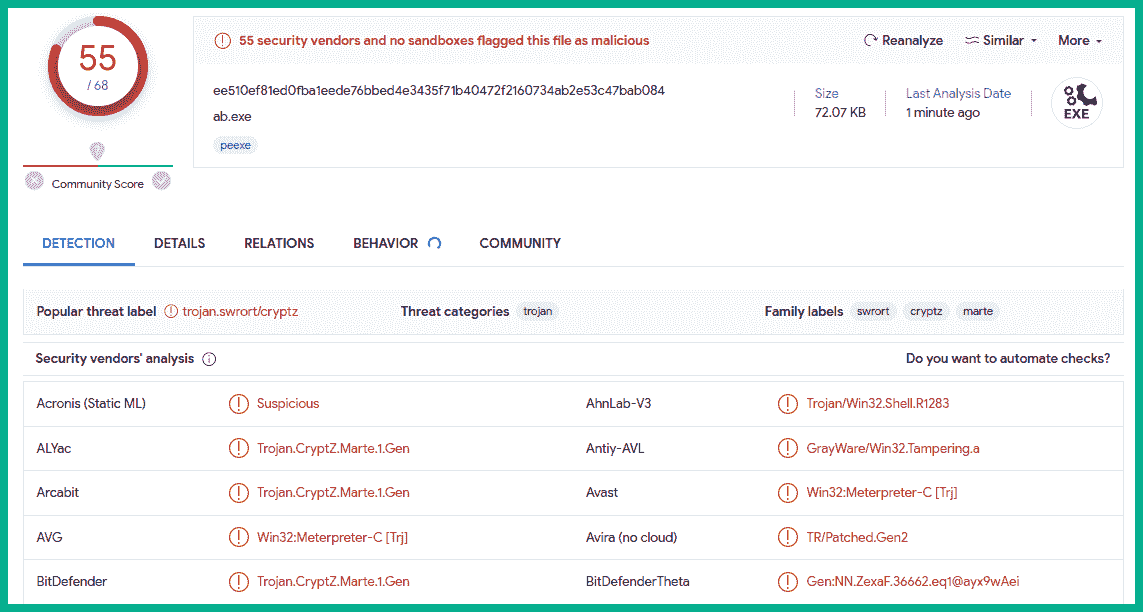 55
/ 68
Community Score
55 security vendors and no sandboxes flagged this file as malicious
Reanalyze Similar More
ee510ef81ed0fba1eede76bbed4e3435f71b40472f2160734ab2e53c47bab084
ab.exe
peexe
Size
72.07 KB
Last Analysis Date
1 minute ago
EXE
DETECTION DETAILS RELATIONS BEHAVIOR COMMUNITY
Popular threat label trojan.swrort/cryptz Threat categories trojan Family labels swrort cryptz marte
Security vendors' analysis Do you want to automate checks?
Acronis (Static ML) Suspicious AhnLab-V3 Trojan/Win32.Shell.R1283
ALYac Trojan.CryptZ.Marte.1.Gen Antiy-AVL GrayWare/Win32.Tampering.a
Arcabit Trojan.CryptZ.Marte.1.Gen Avast Win32:Meterpreter-C [Trj]
AVG Win32:Meterpreter-C [Trj] Avira (no cloud) TR/Patched.Gen2
BitDefender Trojan.CryptZ.Marte.1.Gen BitDefenderTheta Gen:NN.ZexaF.36662.eq1@ayx9wAei